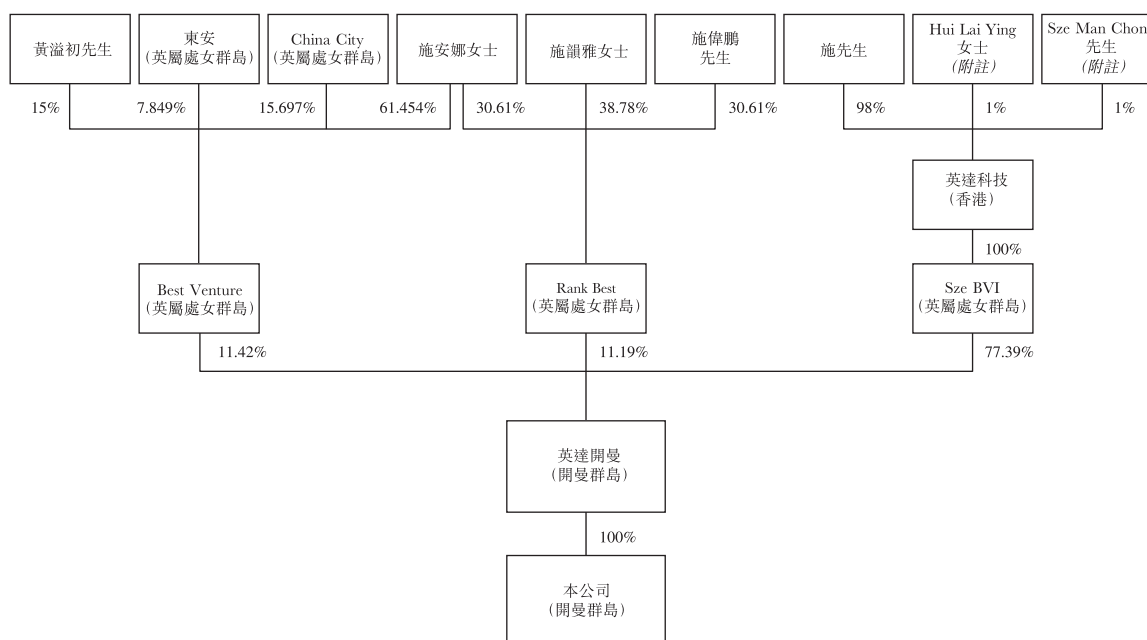 黃溢初先生
東安
(英屬處女群島)
China City
(英屬處女群島)
施安娜女士
施韻雅女士
施偉鵬
先生
施先生
Hui Lai Ying
女士
(附註)
Sze Man Chon
先生
(附註)
15%
7.849%
15.697%
61.454%
30.61%
38.78%
30.61%
98%
1%
1%
英達科技
(香港)
100%
Best Venture
(英屬處女群島)
Rank Best
(英屬處女群島)
Sze BVI
(英屬處女群島)
11.42%
11.19%
77.39%
英達開曼
(開曼群島)
100%
本公司
(開曼群島)